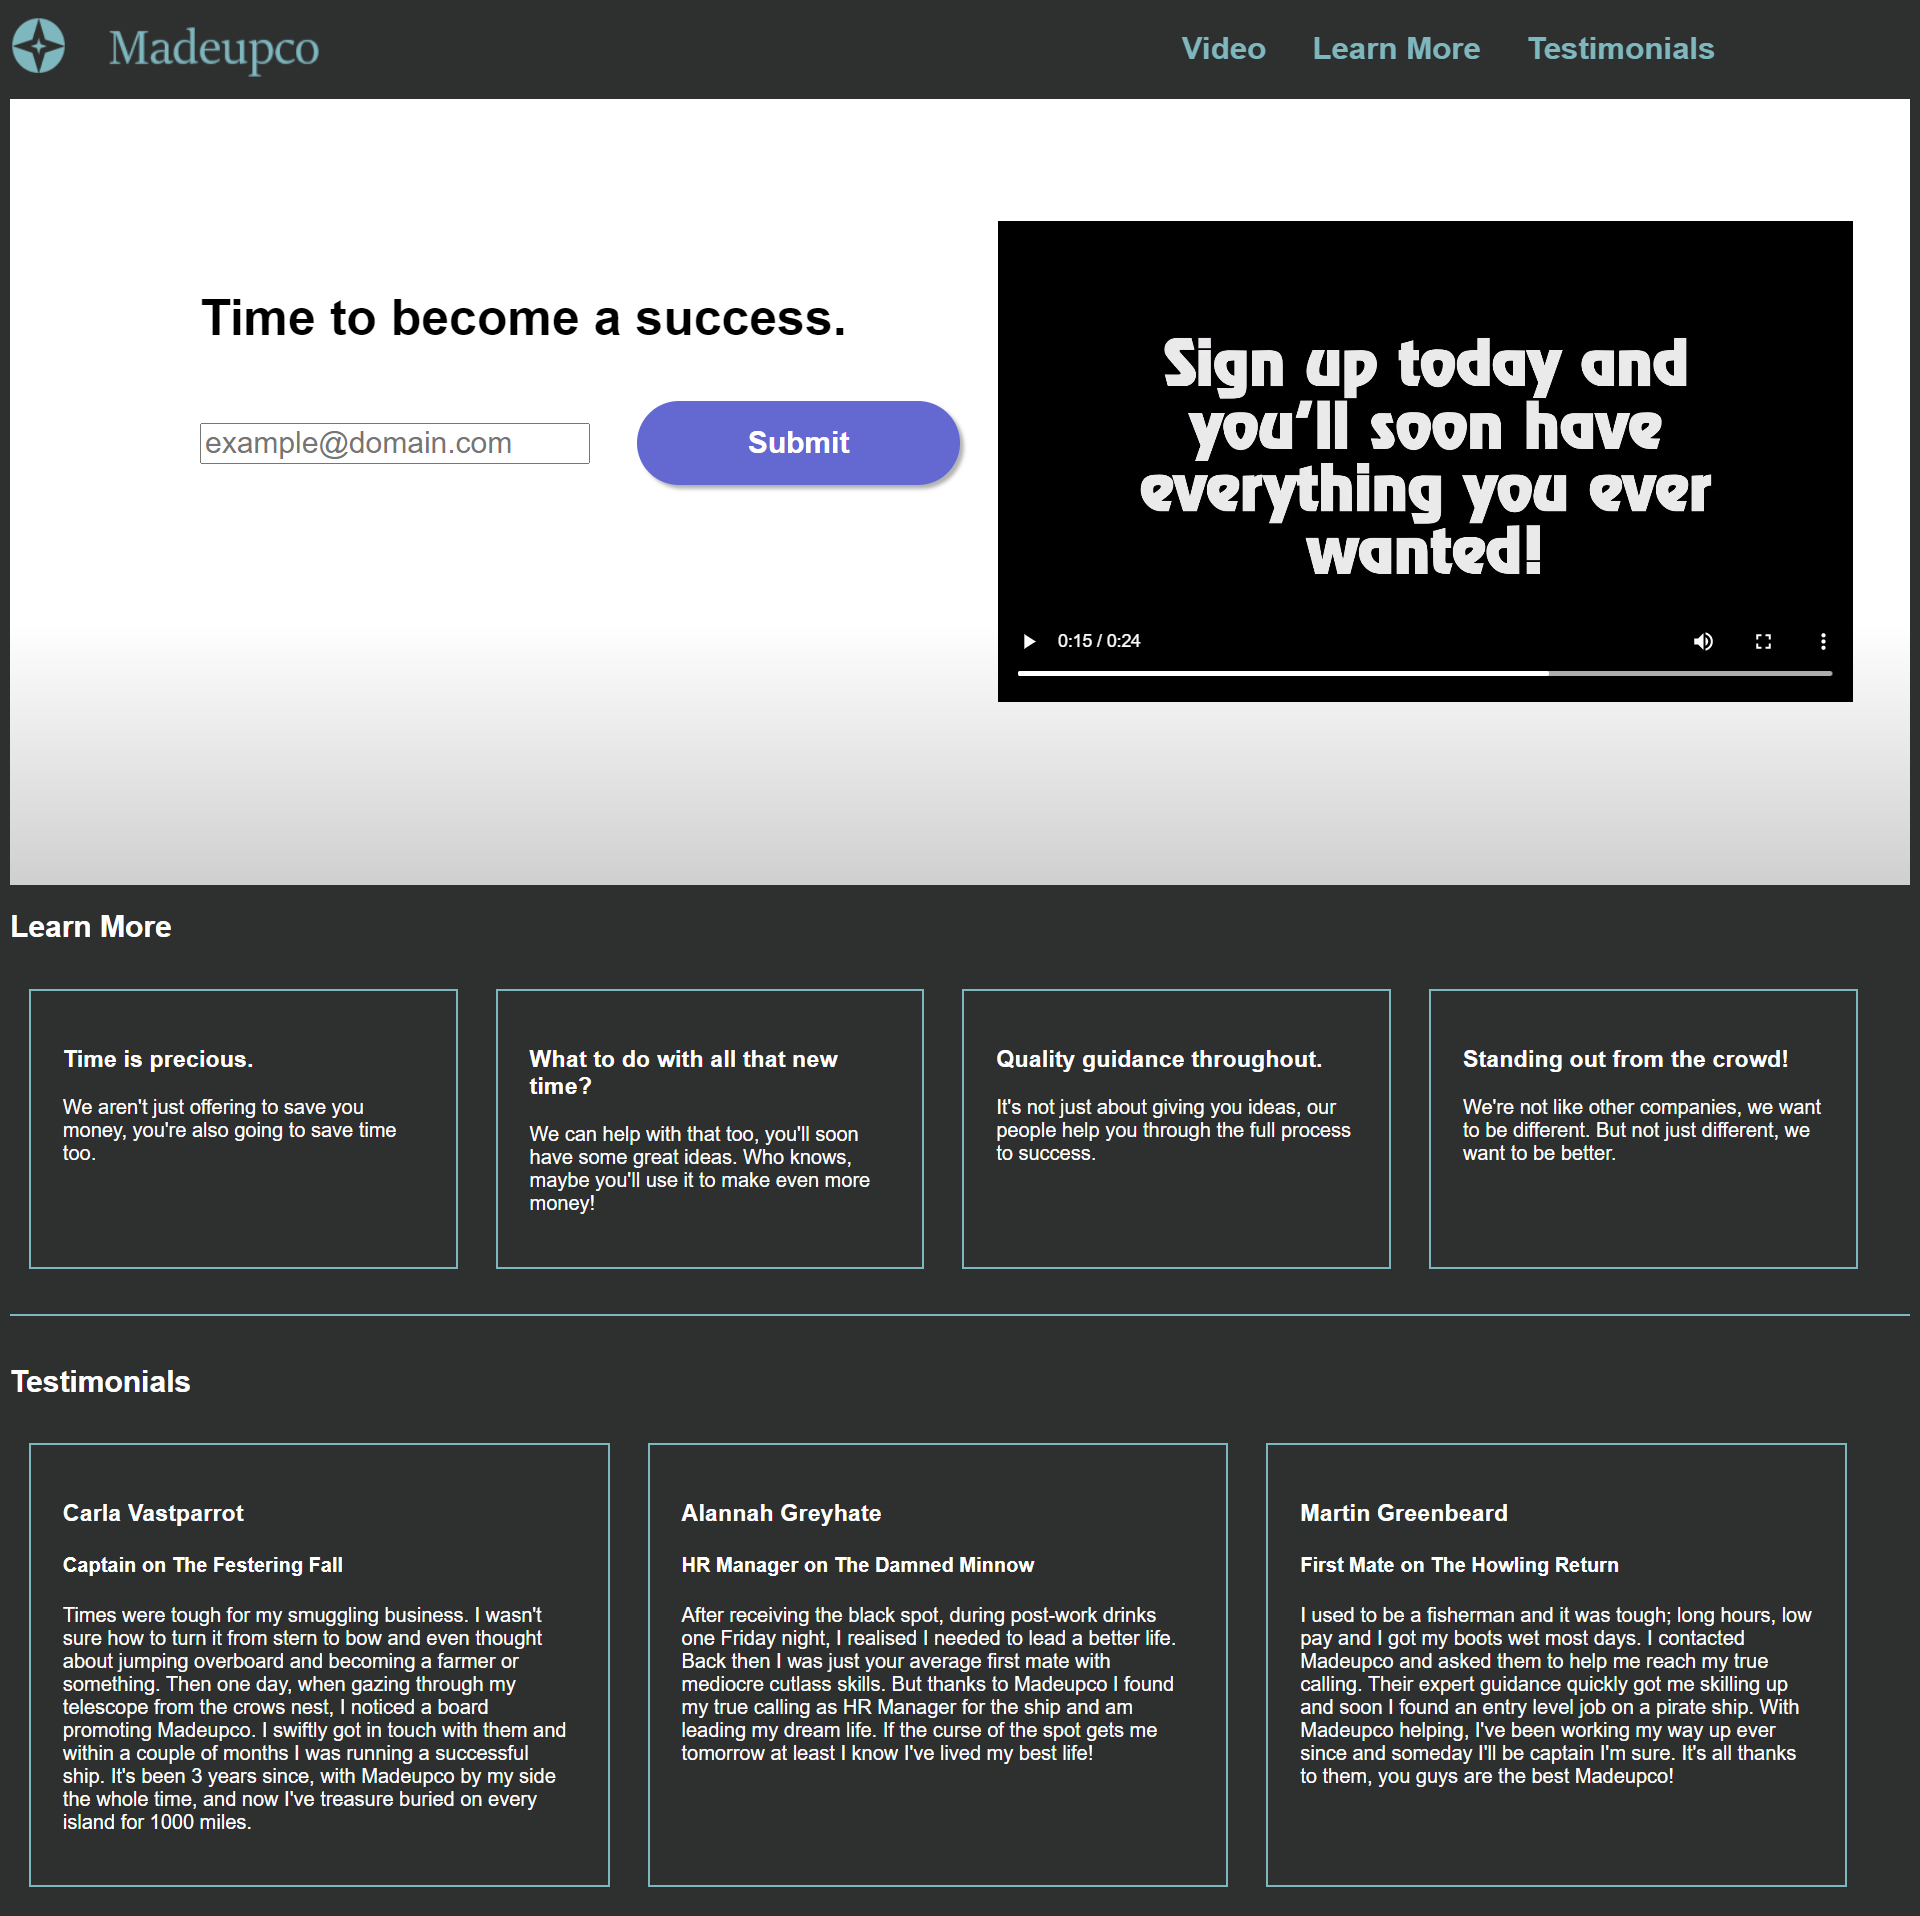 Madeupco
Video
Learn More
Testimonials
Time to become a success.
example@domain.com
Submit
Sign up today and
you'll soon have
everything you ever
wanted!
0:15 / 0:24
Learn More
Time is precious.
We aren't just offering to save you
money, you're also going to save time
too.
What to do with all that new
time?
We can help with that too, you'll soon
have some great ideas. Who knows,
maybe you'll use it to make even more
money!
Quality guidance throughout.
It's not just about giving you ideas, our
people help you through the full process
to success.
Standing out from the crowd!
We're not like other companies, we want
to be different. But not just different, we
want to be better.
Testimonials
Carla Vastparrot
Captain on The Festering Fall
Times were tough for my smuggling business. I wasn't
sure how to turn it from stern to bow and even thought
about jumping overboard and becoming a farmer or
something. Then one day, when gazing through my
telescope from the crows nest, I noticed a board
promoting Madeupco. I swiftly got in touch with them and
within a couple of months I was running a successful
ship. It's been 3 years since, with Madeupco by my side
the whole time, and now I've treasure buried on every
island for 1000 miles.
Alannah Greyhate
HR Manager on The Damned Minnow
After receiving the black spot, during post-work drinks
one Friday night, I realised I needed to lead a better life.
Back then I was just your average first mate with
mediocre cutlass skills. But thanks to Madeupco I found
my true calling as HR Manager for the ship and am
leading my dream life. If the curse of the spot gets me
tomorrow at least I know I've lived my best life!
Martin Greenbeard
First Mate on The Howling Return
I used to be a fisherman and it was tough; long hours, low
pay and I got my boots wet most days. I contacted
Madeupco and asked them to help me reach my true
calling. Their expert guidance quickly got me skilling up
and soon I found an entry level job on a pirate ship. With
Madeupco helping, I've been working my way up ever
since and someday I'll be captain I'm sure. It's all thanks
to them, you guys are the best Madeupco!